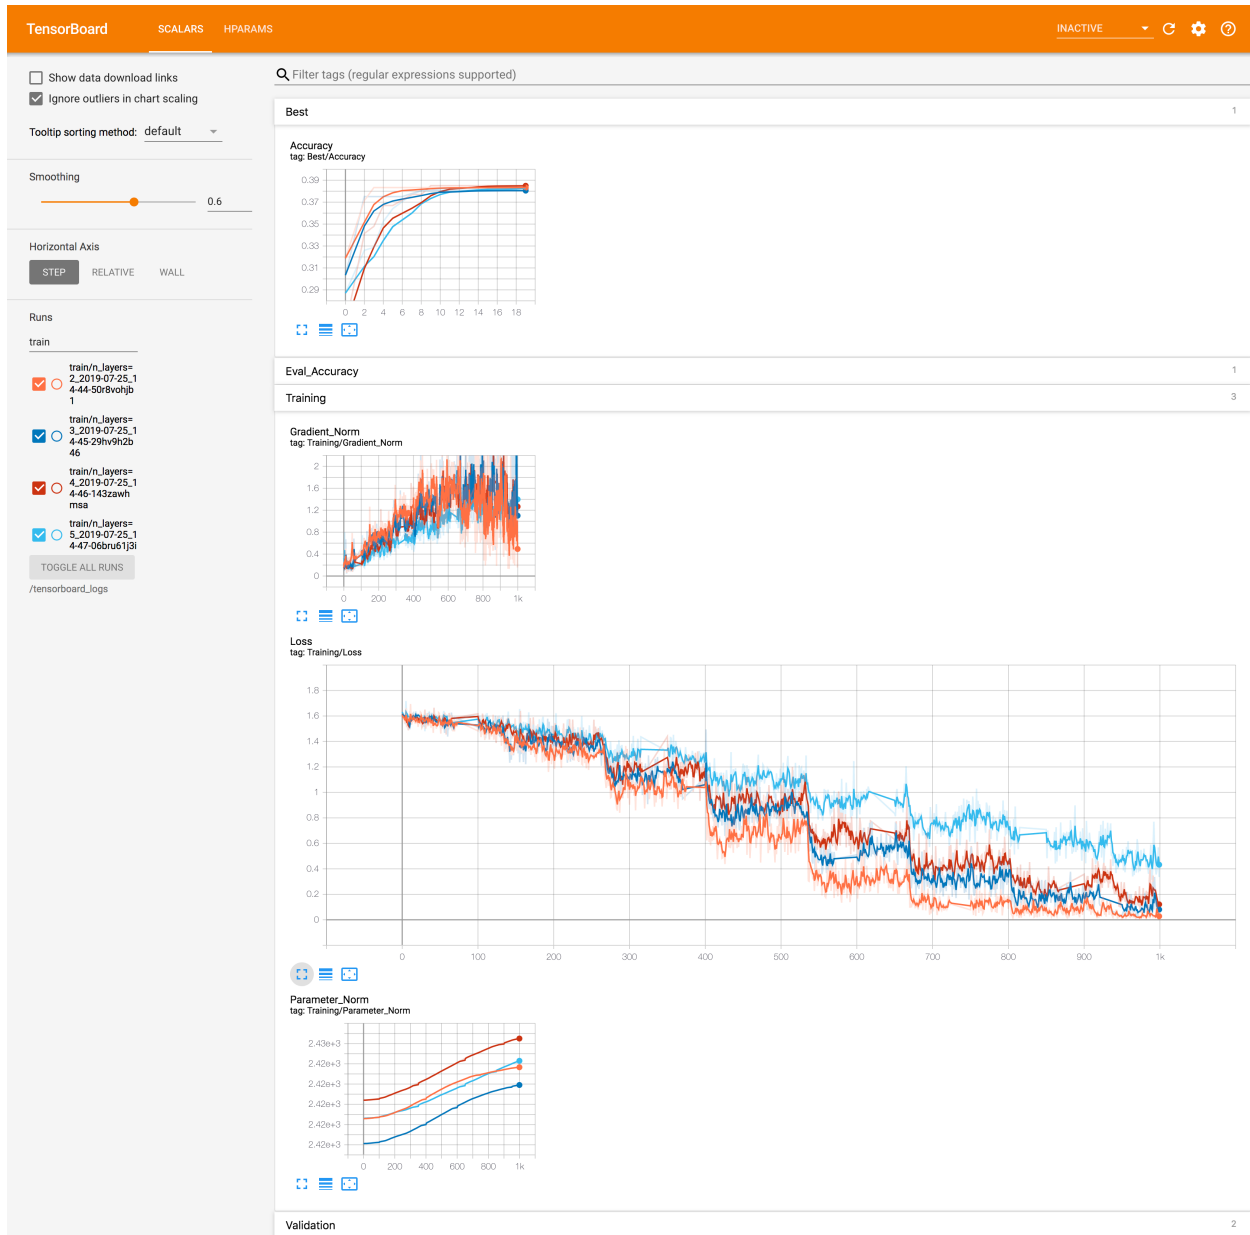 TensorBoard
SCALARS
HPARAMS
INACTIVE
Show data download links
Ignore outliers in chart scaling
Tooltip sorting method: default
Smoothing
0.6
Horizontal Axis
STEP
RELATIVE
WALL
Runs
train
train/n_layers=
2_2019-07-25_1
4-44-50r8vohjb
1
train/n_layers=
3_2019-07-25_1
4-45-29hv9h2b
46
train/n_layers=
4_2019-07-25_1
4-46-143zawh
msa
train/n_layers=
5_2019-07-25_1
4-47-06bru61j3i
TOGGLE ALL RUNS
/tensorboard_logs
Filter tags (regular expressions supported)
Best
1
Accuracy
tag: Best/Accuracy
0.39
0.37
0.35
0.33
0.31
0.29
0 2 4 6 8 10 12 14 16 18
Eval_Accuracy
1
Training
3
Gradient_Norm
tag: Training/Gradient_Norm
2
1.6
1.2
0.8
0.4
0
0 200 400 600 800 1k
Loss
tag: Training/Loss
1.8
1.6
1.4
1.2
1
0.8
0.6
0.4
0.2
0
0 100 200 300 400 500 600 700 800 900 1k
Parameter_Norm
tag: Training/Parameter_Norm
2.43e+3
2.42e+3
2.42e+3
2.42e+3
2.42e+3
2.42e+3
0 200 400 600 800 1k
Validation
2